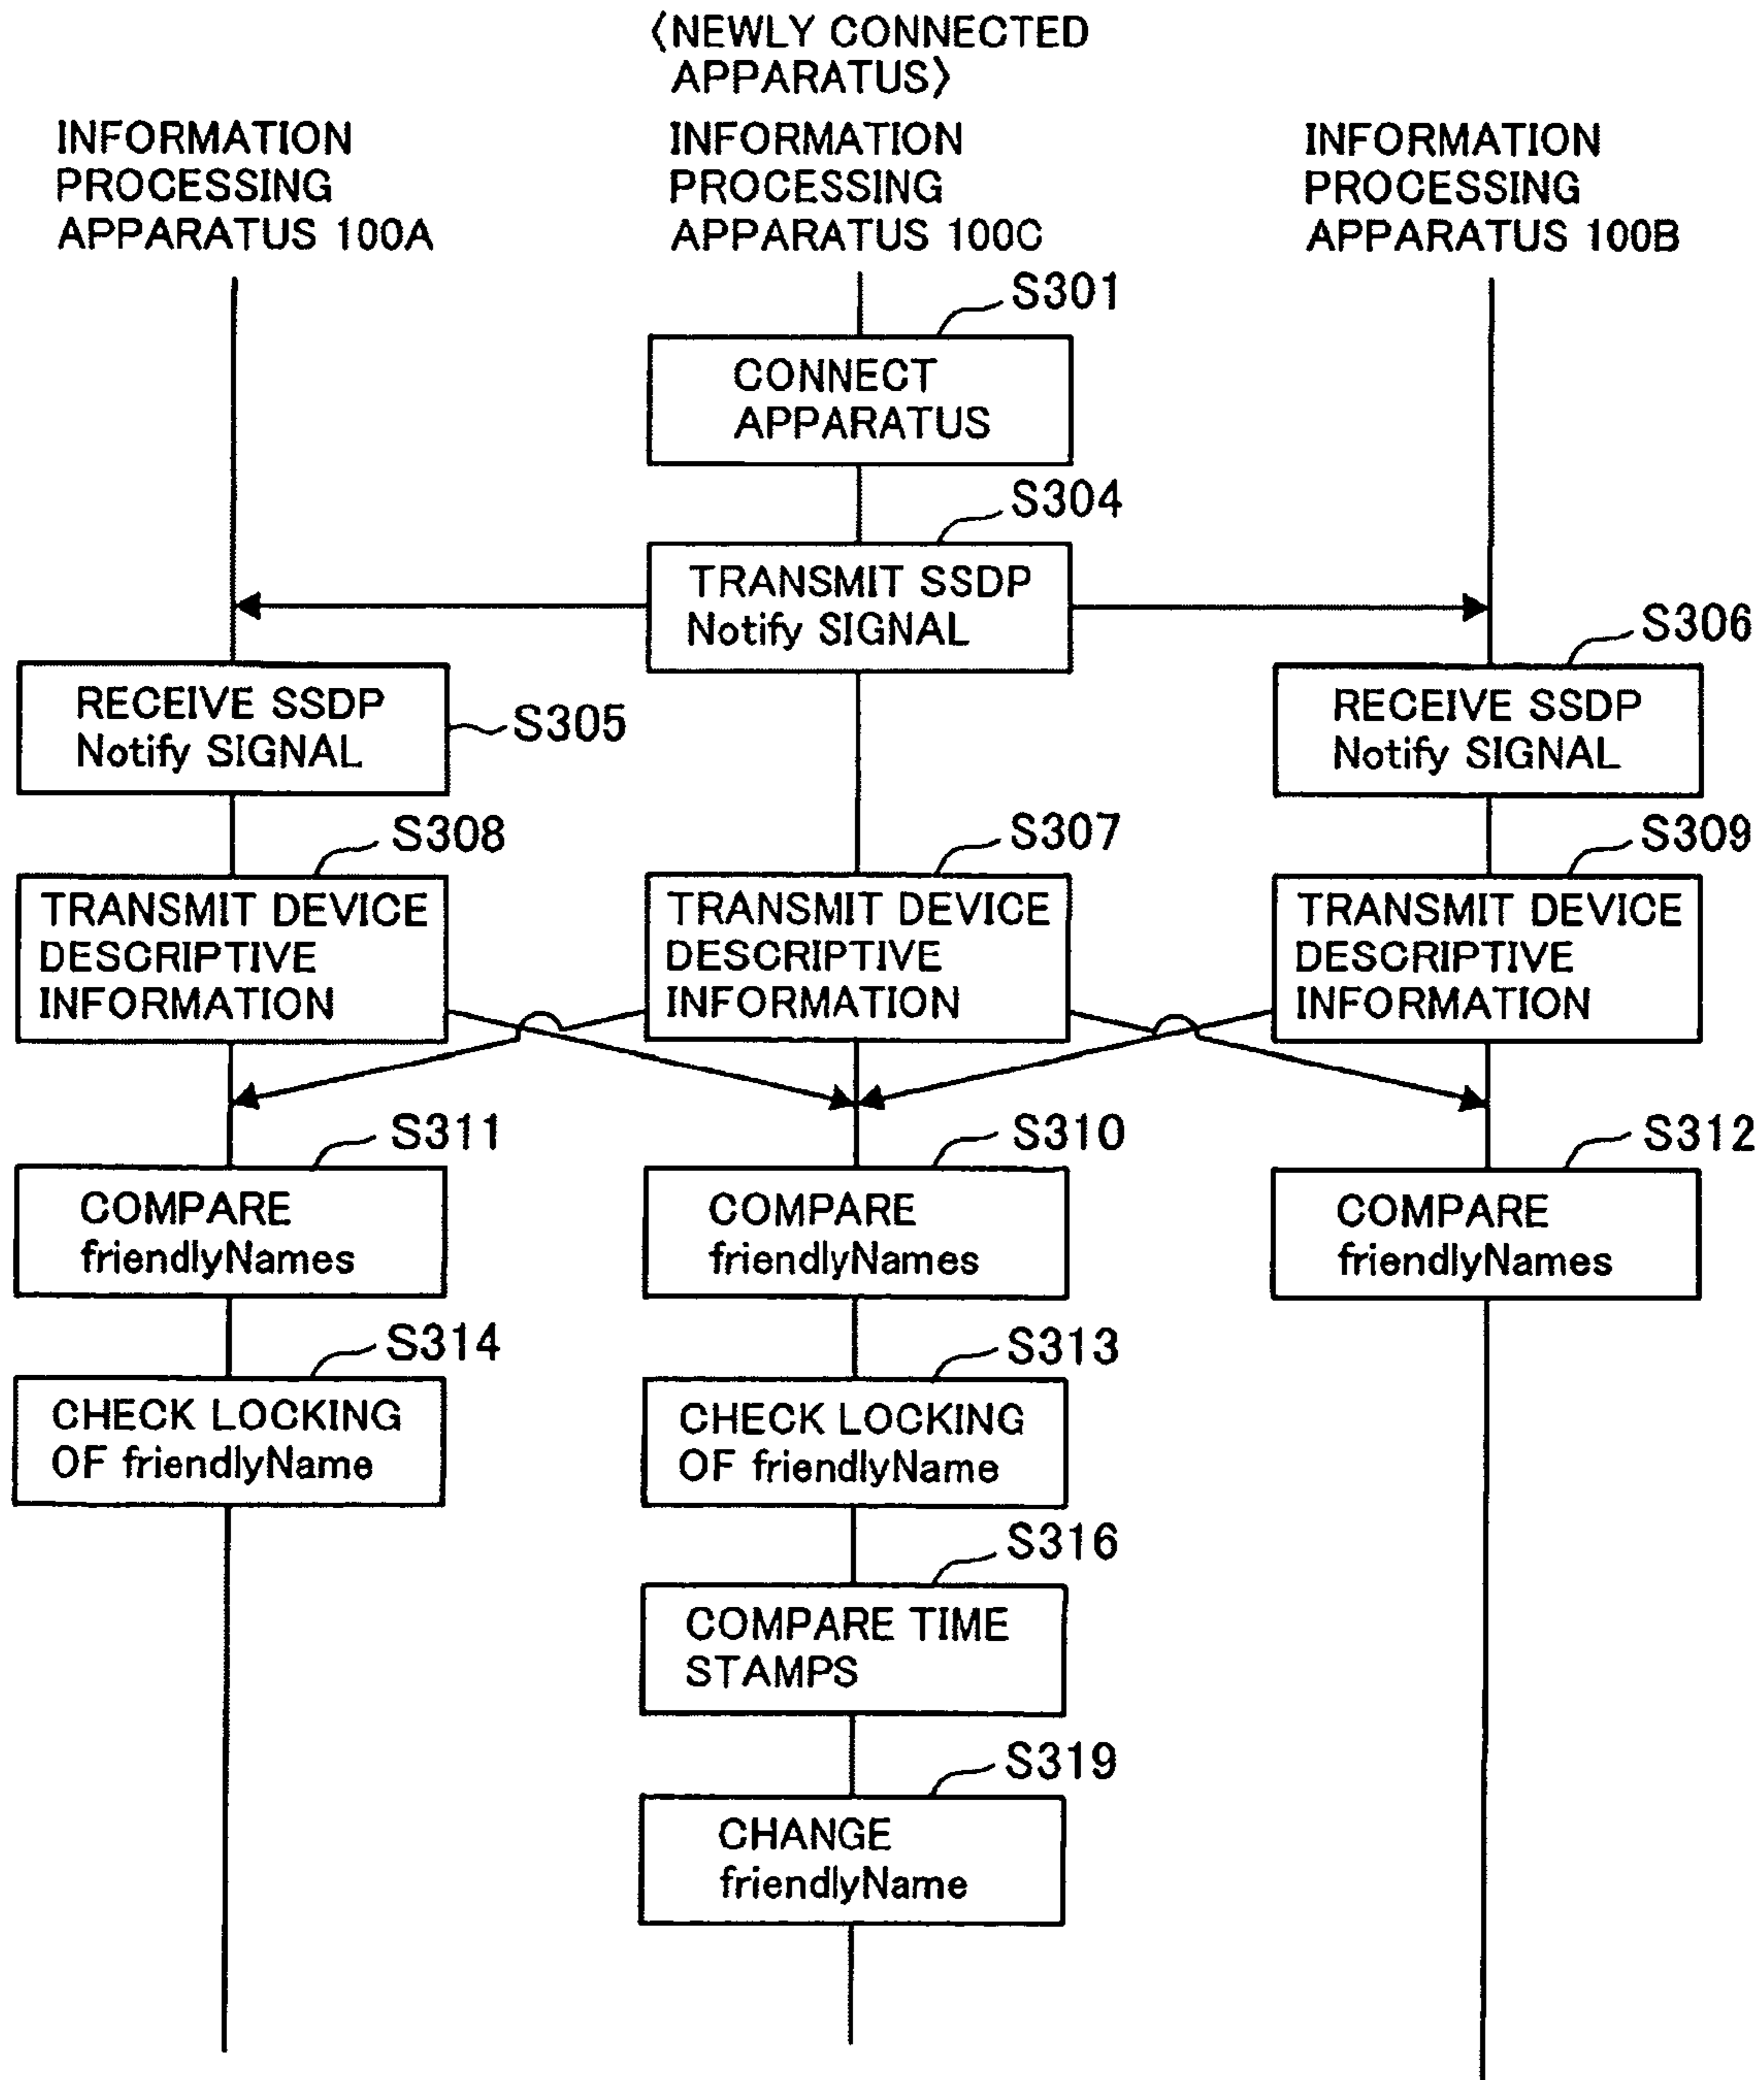 〈NEWLY CONNECTED
APPARATUS〉
INFORMATION
PROCESSING
APPARATUS 100A
INFORMATION
PROCESSING
APPARATUS 100C
INFORMATION
PROCESSING
APPARATUS 100B
S301
CONNECT
APPARATUS
S304
TRANSMIT SSDP
Notify SIGNAL
S306
RECEIVE SSDP
Notify SIGNAL
S305
RECEIVE SSDP
Notify SIGNAL
S308
S307
S309
TRANSMIT DEVICE
DESCRIPTIVE
INFORMATION
TRANSMIT DEVICE
DESCRIPTIVE
INFORMATION
TRANSMIT DEVICE
DESCRIPTIVE
INFORMATION
S311
S310
S312
COMPARE
friendlyNames
COMPARE
friendlyNames
COMPARE
friendlyNames
S314
S313
CHECK LOCKING
OF friendlyName
CHECK LOCKING
OF friendlyName
S316
COMPARE TIME
STAMPS
S319
CHANGE
friendlyName